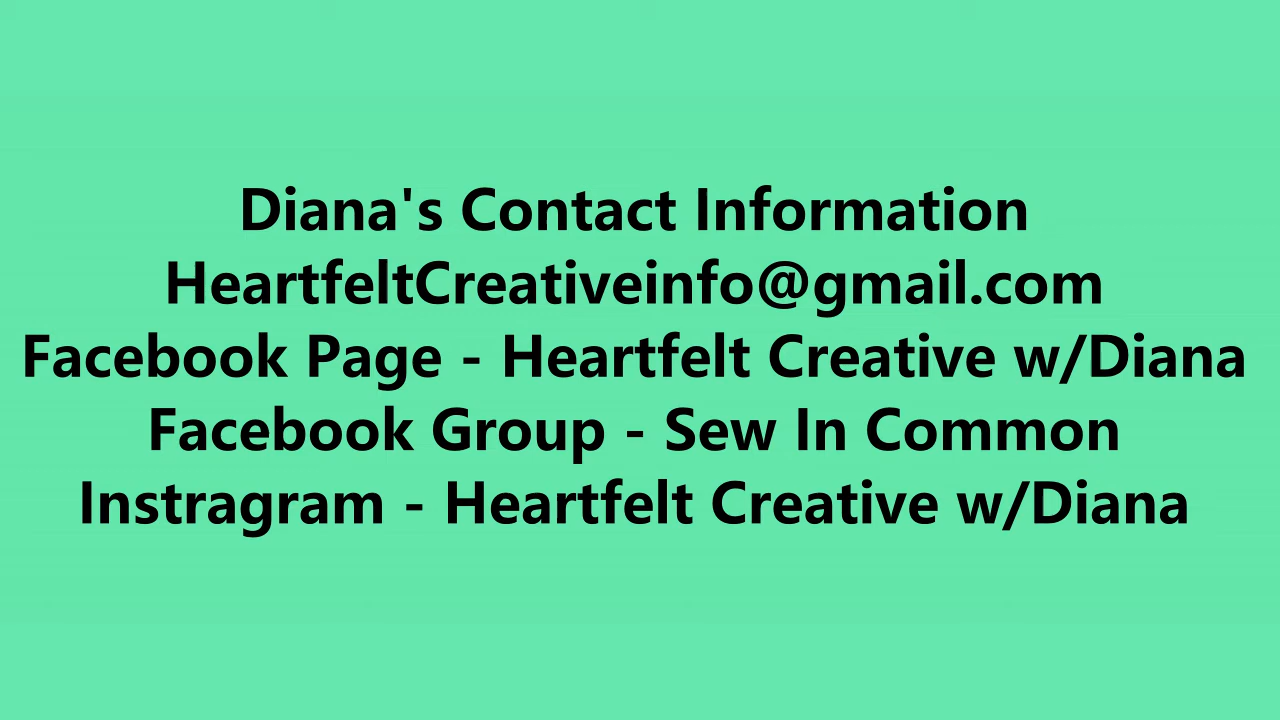 Diana's Contact Information
HeartfeltCreativeinfo@gmail.com
Facebook Page - Heartfelt Creative w/Diana
Facebook Group - Sew In Common
Instragram - Heartfelt Creative w/Diana